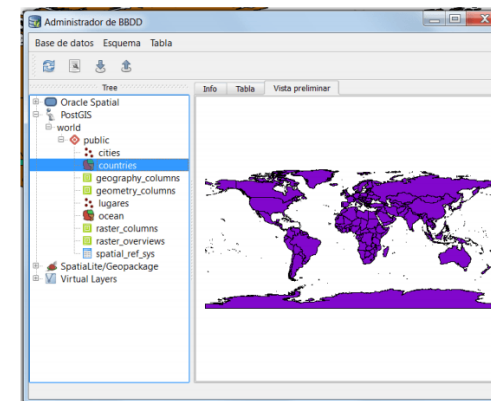 Administrador de BBDD
Base de datos Esquema Tabla
Tree
Info Tabla Vista preliminar
Oracle Spatial
PostGIS
world
public
cities
countries
geography_columns
geometry_columns
lugares
ocean
raster_columns
raster_overviews
spatial_ref_sys
SpatiaLite/Geopackage
Virtual Layers